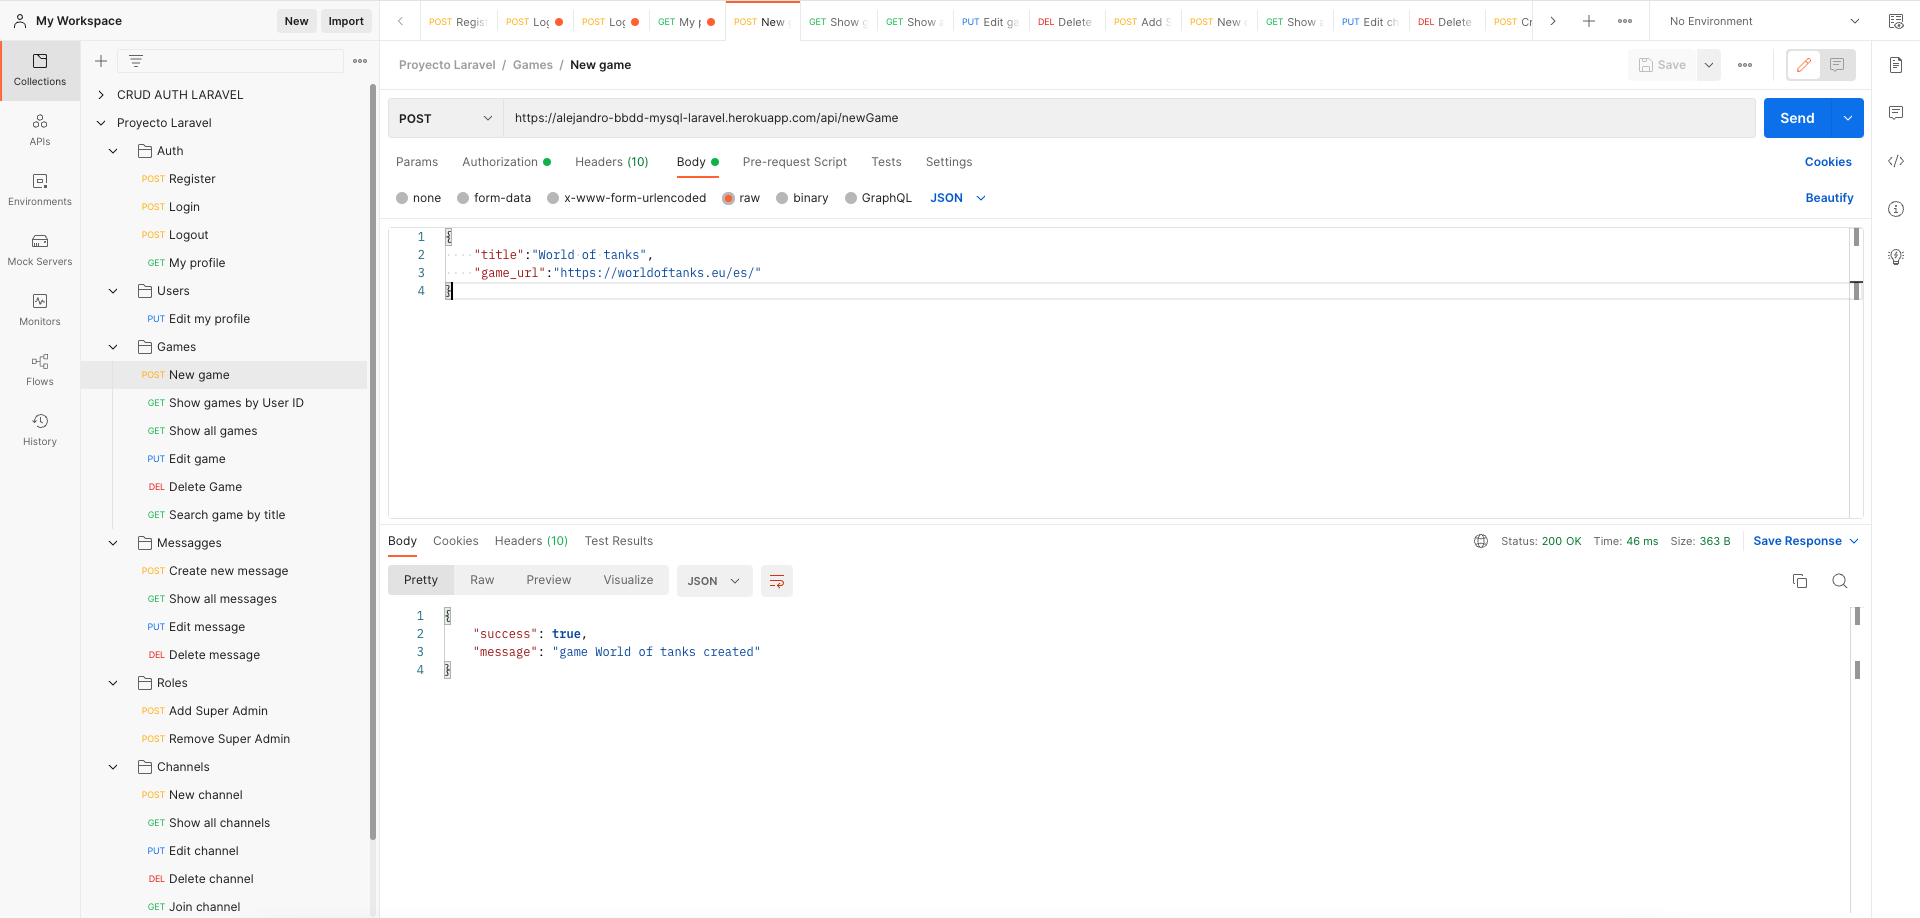 My Workspace
New
Import
POST Regis
POST Log
POST Log
GET My p
POST New
GET Show g
GET Show a
PUT Edit ga
DEL Delete
POST Add S
POST New
GET Show a
PUT Edit ch
DEL Delete
POST Cr
No Environment
Collections
APIs
Environments
Mock Servers
Monitors
Flows
History
CRUD AUTH LARAVEL
Proyecto Laravel
Auth
POST Register
POST Login
POST Logout
GET My profile
Users
PUT Edit my profile
Games
POST New game
GET Show games by User ID
GET Show all games
PUT Edit game
DEL Delete Game
GET Search game by title
Messagges
POST Create new message
GET Show all messages
PUT Edit message
DEL Delete message
Roles
POST Add Super Admin
POST Remove Super Admin
Channels
POST New channel
GET Show all channels
PUT Edit channel
DEL Delete channel
GET Join channel
Proyecto Laravel / Games / New game
Save
POST
https://alejandro-bbdd-mysql-laravel.herokuapp.com/api/newGame
Send
Params Authorization Headers (10) Body Pre-request Script Tests Settings
Cookies
none form-data x-www-form-urlencoded raw binary GraphQL JSON
Beautify
1 {
2 "title":"World of tanks",
3 "game_url":"https://worldoftanks.eu/es/"
4 }
Body Cookies Headers (10) Test Results
Status: 200 OK Time: 46 ms Size: 363 B
Save Response
Pretty Raw Preview Visualize JSON
1 {
2 "success": true,
3 "message": "game World of tanks created"
4 }